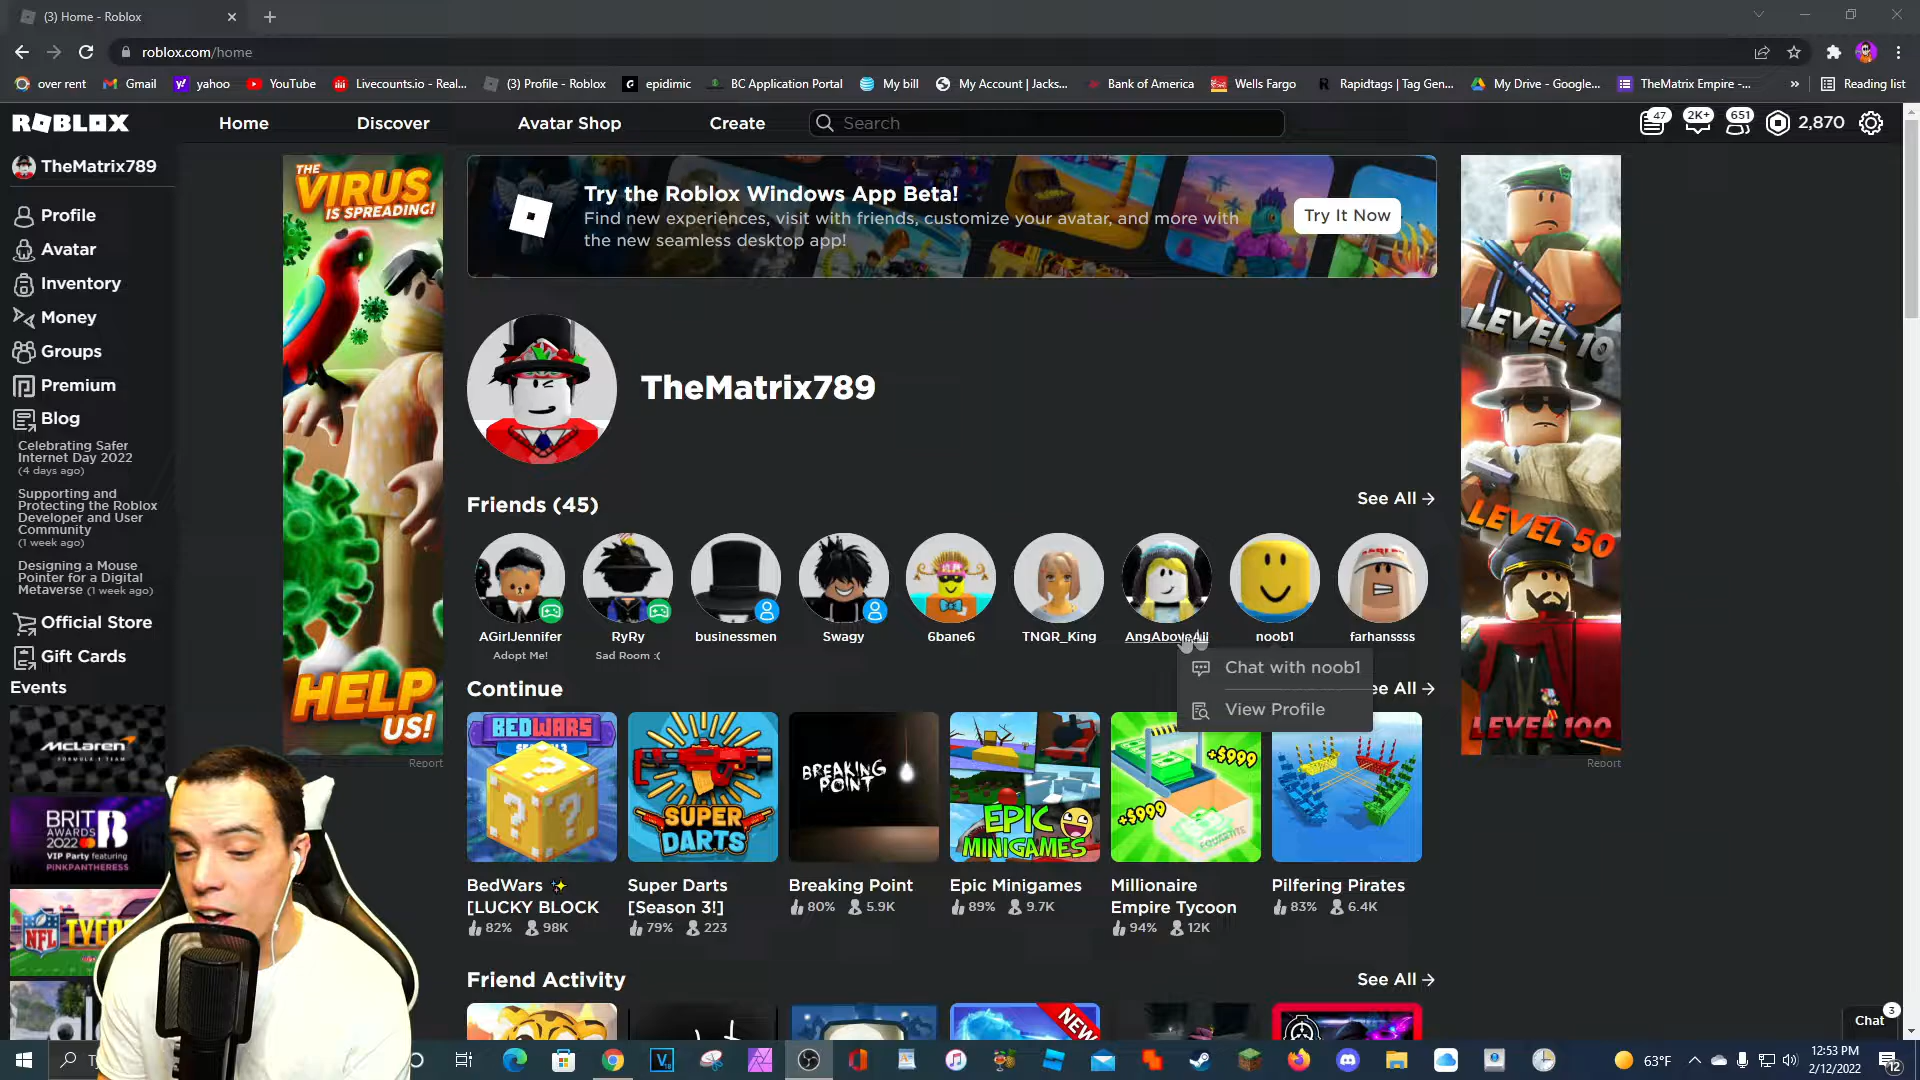 (3) Home - Roblox
roblox.com/home
over rent
Gmail
yahoo
YouTube
Livecounts.io - Real...
(3) Profile - Roblox
epidimic
BC Application Portal
My bill
My Account | Jacks...
Bank of America
Wells Fargo
Rapidtags | Tag Gen...
My Drive - Google...
TheMatrix Empire -...
Reading list
ROBLOX
Home
Discover
Avatar Shop
Create
Search
47
2K+
651
2,870
TheMatrix789
Profile
Avatar
Inventory
Money
Groups
Premium
Blog
Celebrating Safer
Internet Day 2022
(4 days ago)
Supporting and
Protecting the Roblox
Developer and User
Community
(1 week ago)
Designing a Mouse
Pointer for a Digital
Metaverse (1 week ago)
Official Store
Gift Cards
Events
McLaren
FORMULA 1 TEAM
BRIT
AWARDS
2022
VIP Party featuring
PINKPANTHERESS
NFL
THE
VIRUS
IS SPREADING!
HELP
US!
Report
Try the Roblox Windows App Beta!
Find new experiences, visit with friends, customize your avatar, and more with
the new seamless desktop app!
Try It Now
TheMatrix789
Friends (45)
See All →
AGirlJennifer
Adopt Me!
RyRy
Sad Room :(
businessmen
Swagy
6bane6
TNQR_King
noob1
farhanssss
Chat with noob1
View Profile
Continue
ee All →
BEDWARS
BREAKING
POINT
SUPER
DARTS
EPIC
MINIGAMES
+$999
+$999
BedWars ✨
[LUCKY BLOCK
82% 98K
Super Darts
[Season 3!]
79% 223
Breaking Point
80% 5.9K
Epic Minigames
89% 9.7K
Millionaire
Empire Tycoon
94% 12K
Pilfering Pirates
83% 6.4K
Friend Activity
See All →
NEW
LEVEL 10
LEVEL 50
LEVEL 100
Report
Chat
3
63°F
12:53 PM
2/12/2022
12